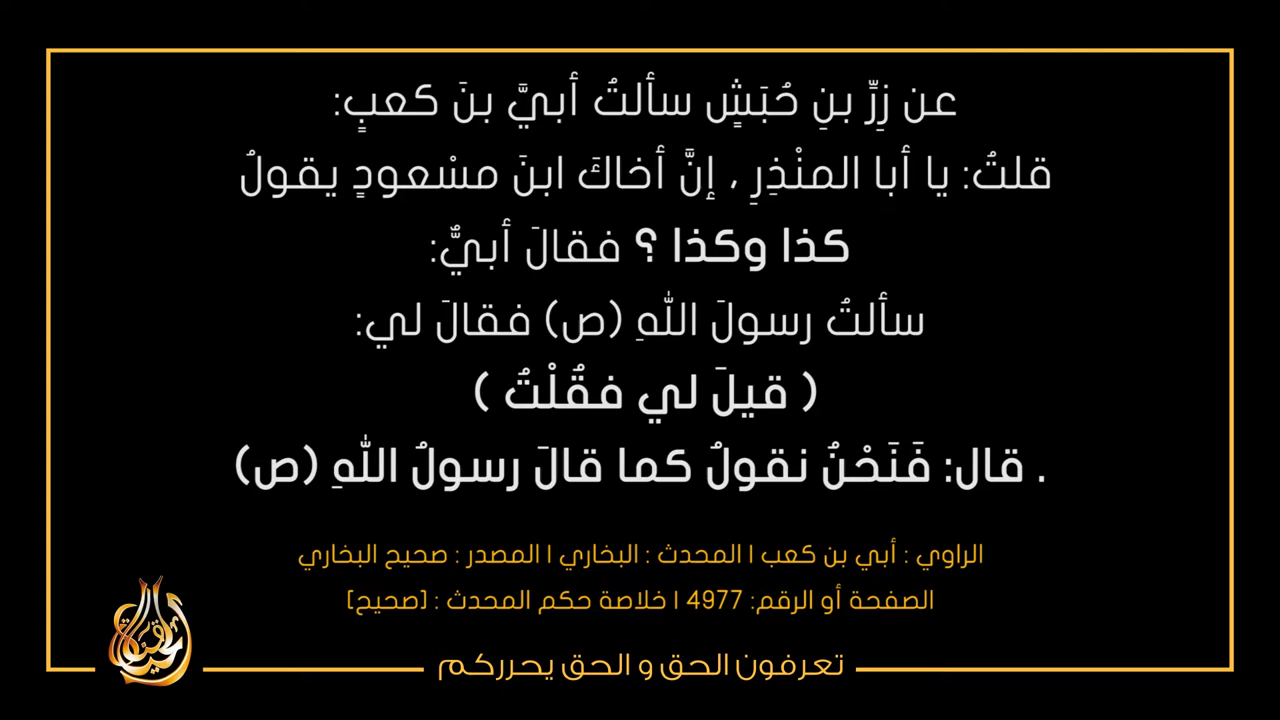 عن زِرِّ بنِ حُبَشٍ سألتُ أبيَّ بنَ كعبٍ:
قلتُ: يا أبا المنْذِرِ ، إنَّ أخاكَ ابنَ مسْعودٍ يقولُ
كذا وكذا ؟ فقالَ أبيٌّ:
سألتُ رسولَ اللهِ (ص) فقالَ لي:
( قيلَ لي فقُلْتُ )
. قال: فَنَحْنُ نقولُ كما قالَ رسولُ اللهِ (ص)
الراوي : أبي بن كعب | المحدث : البخاري | المصدر : صحيح البخاري
الصفحة أو الرقم: 4977 | خلاصة حكم المحدث : [صحيح]
تعرفون الحق و الحق يحرركم